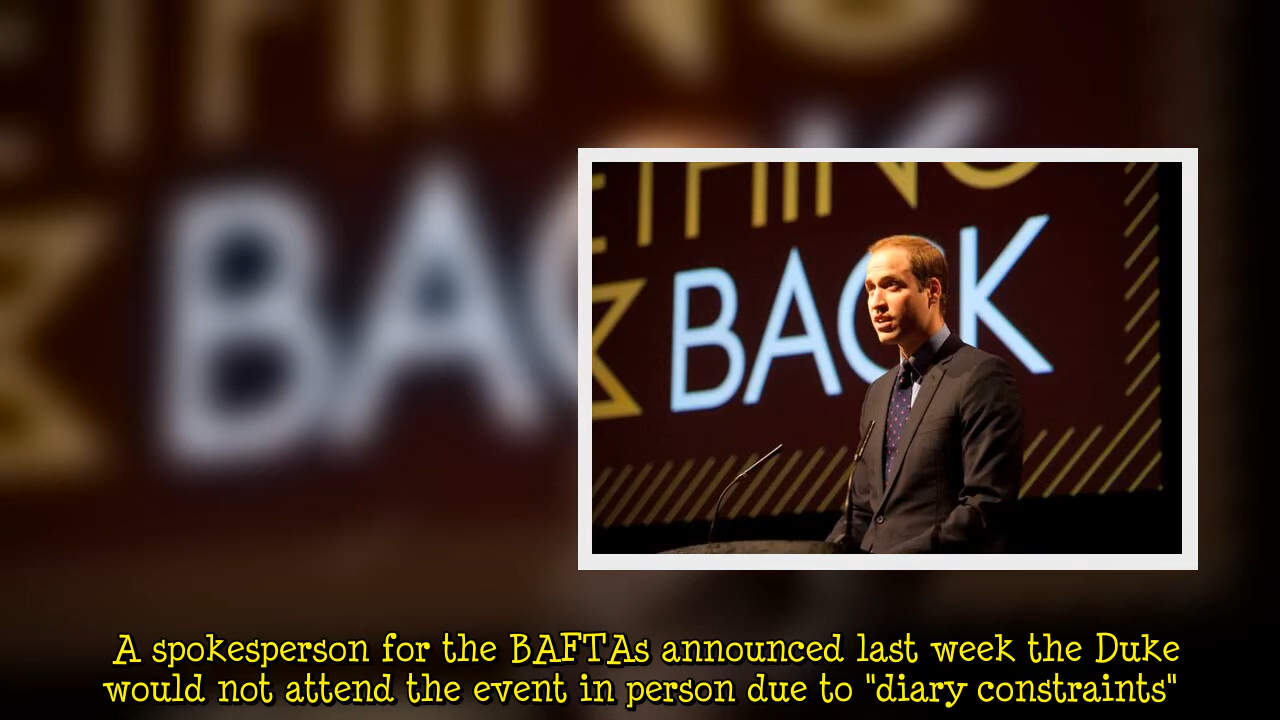 THING
BACK
A spokesperson for the BAFTAs announced last week the Duke
would not attend the event in person due to "diary constraints"